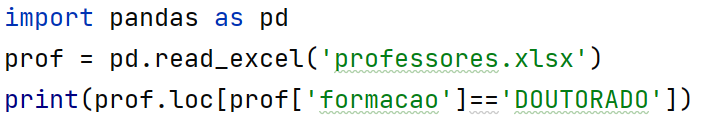 import pandas as pd
prof = pd.read_excel('professores.xlsx')
print(prof.loc[prof['formacao']=='DOUTORADO'])